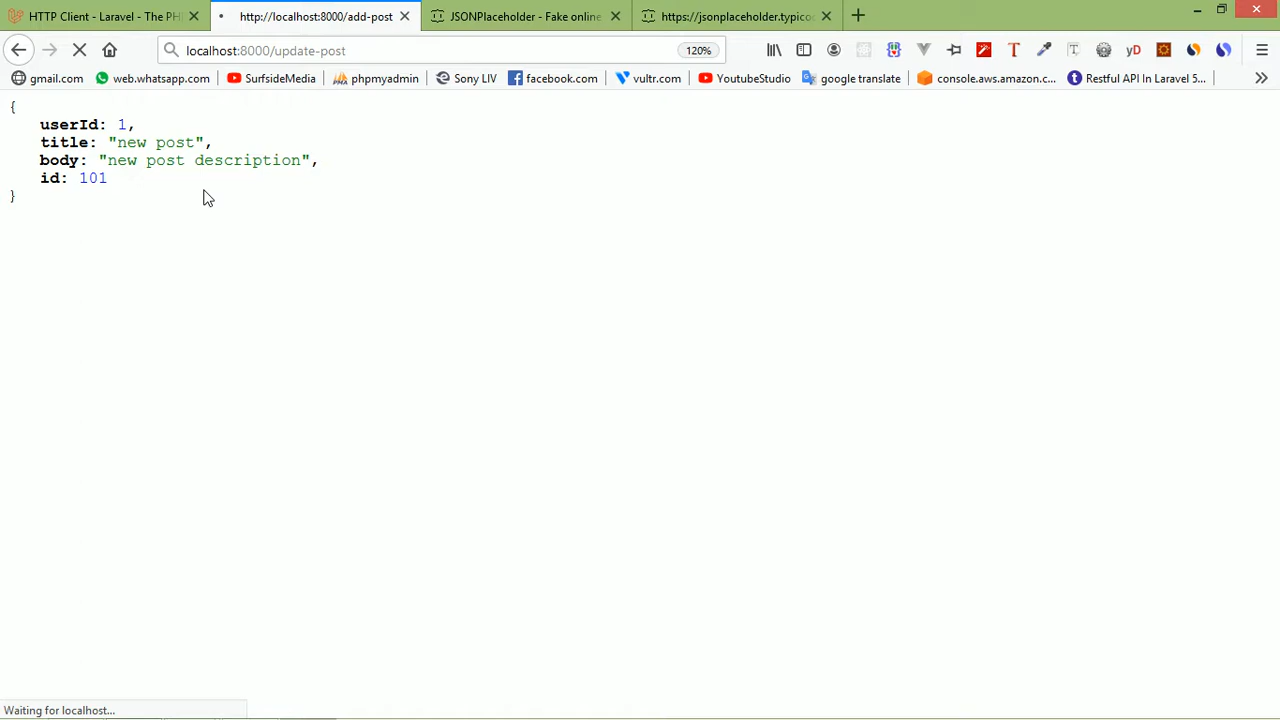 HTTP Client - Laravel - The PH
http://localhost:8000/add-post
JSONPlaceholder - Fake online
https://jsonplaceholder.typico
localhost:8000/update-post
120%
gmail.com
web.whatsapp.com
SurfsideMedia
phpmyadmin
Sony LIV
facebook.com
vultr.com
YoutubeStudio
google translate
console.aws.amazon.c...
Restful API In Laravel 5...
{
userId: 1,
title: "new post",
body: "new post description",
id: 101
}
Waiting for localhost...